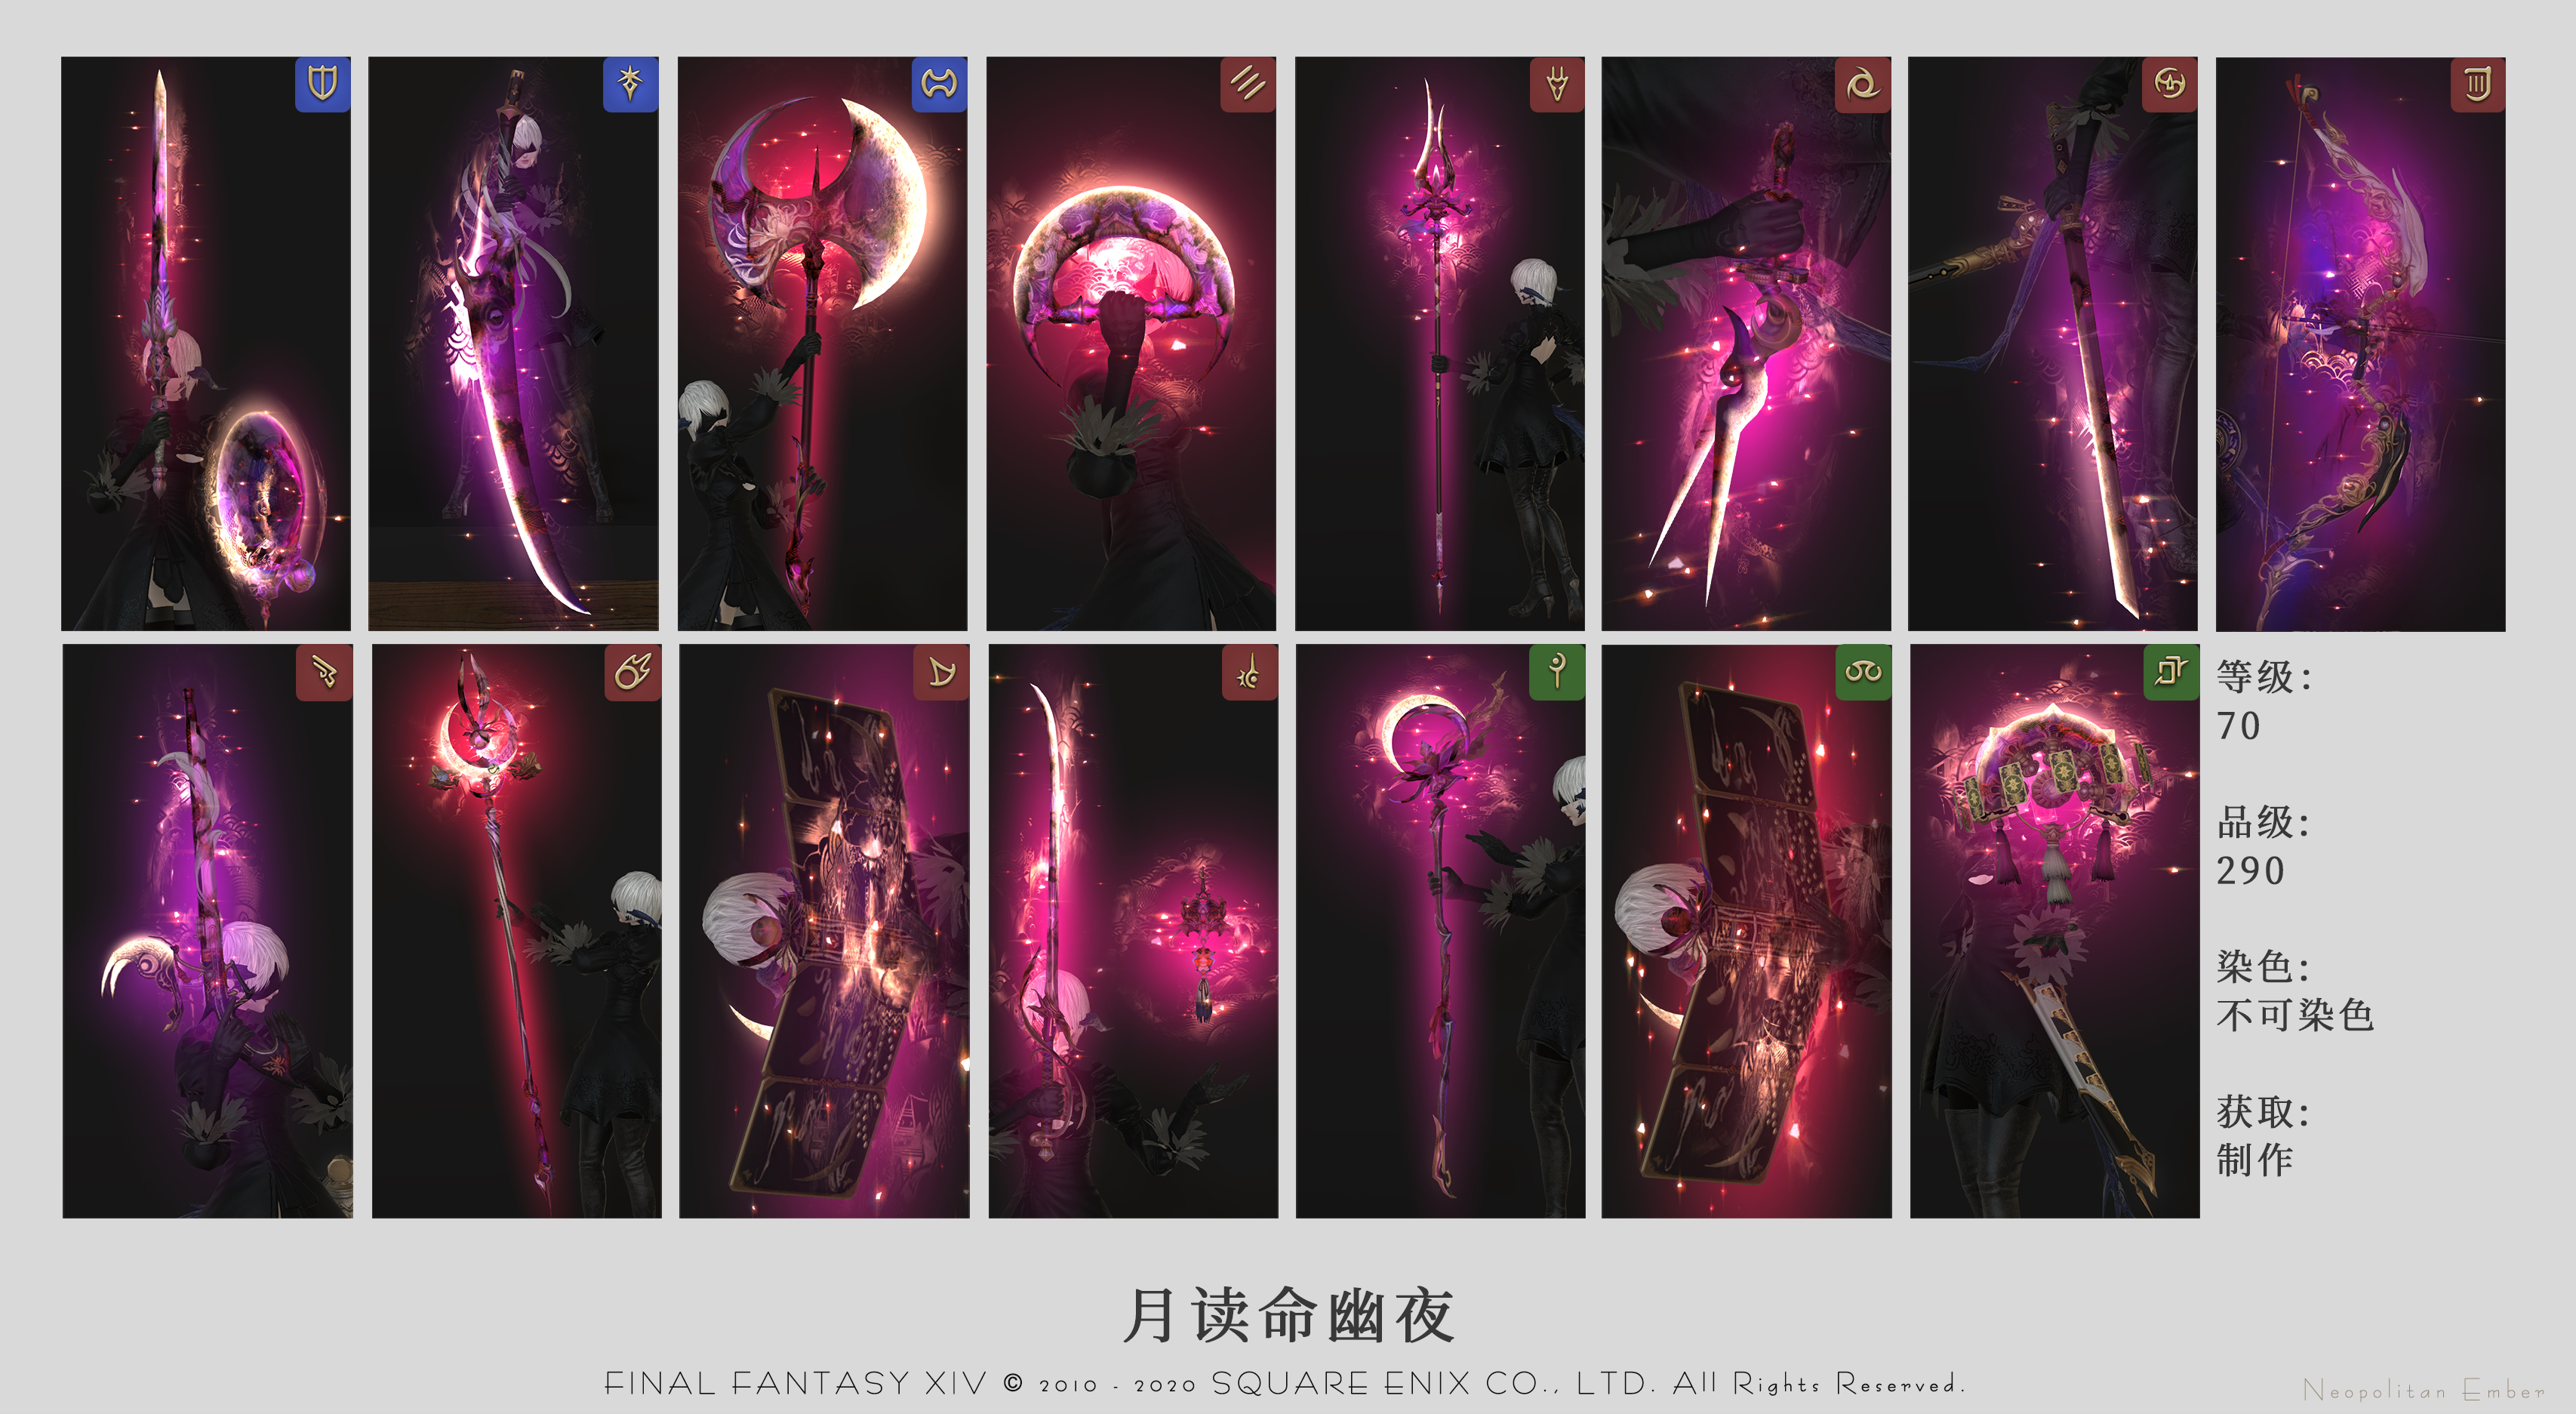 等级：
70
品级：
290
染色：
不可染色
获取：
制作
月读命幽夜
FINAL FANTASY XIV © 2010 - 2020 SQUARE ENIX CO., LTD. All Rights Reserved.
Neopolitan Ember